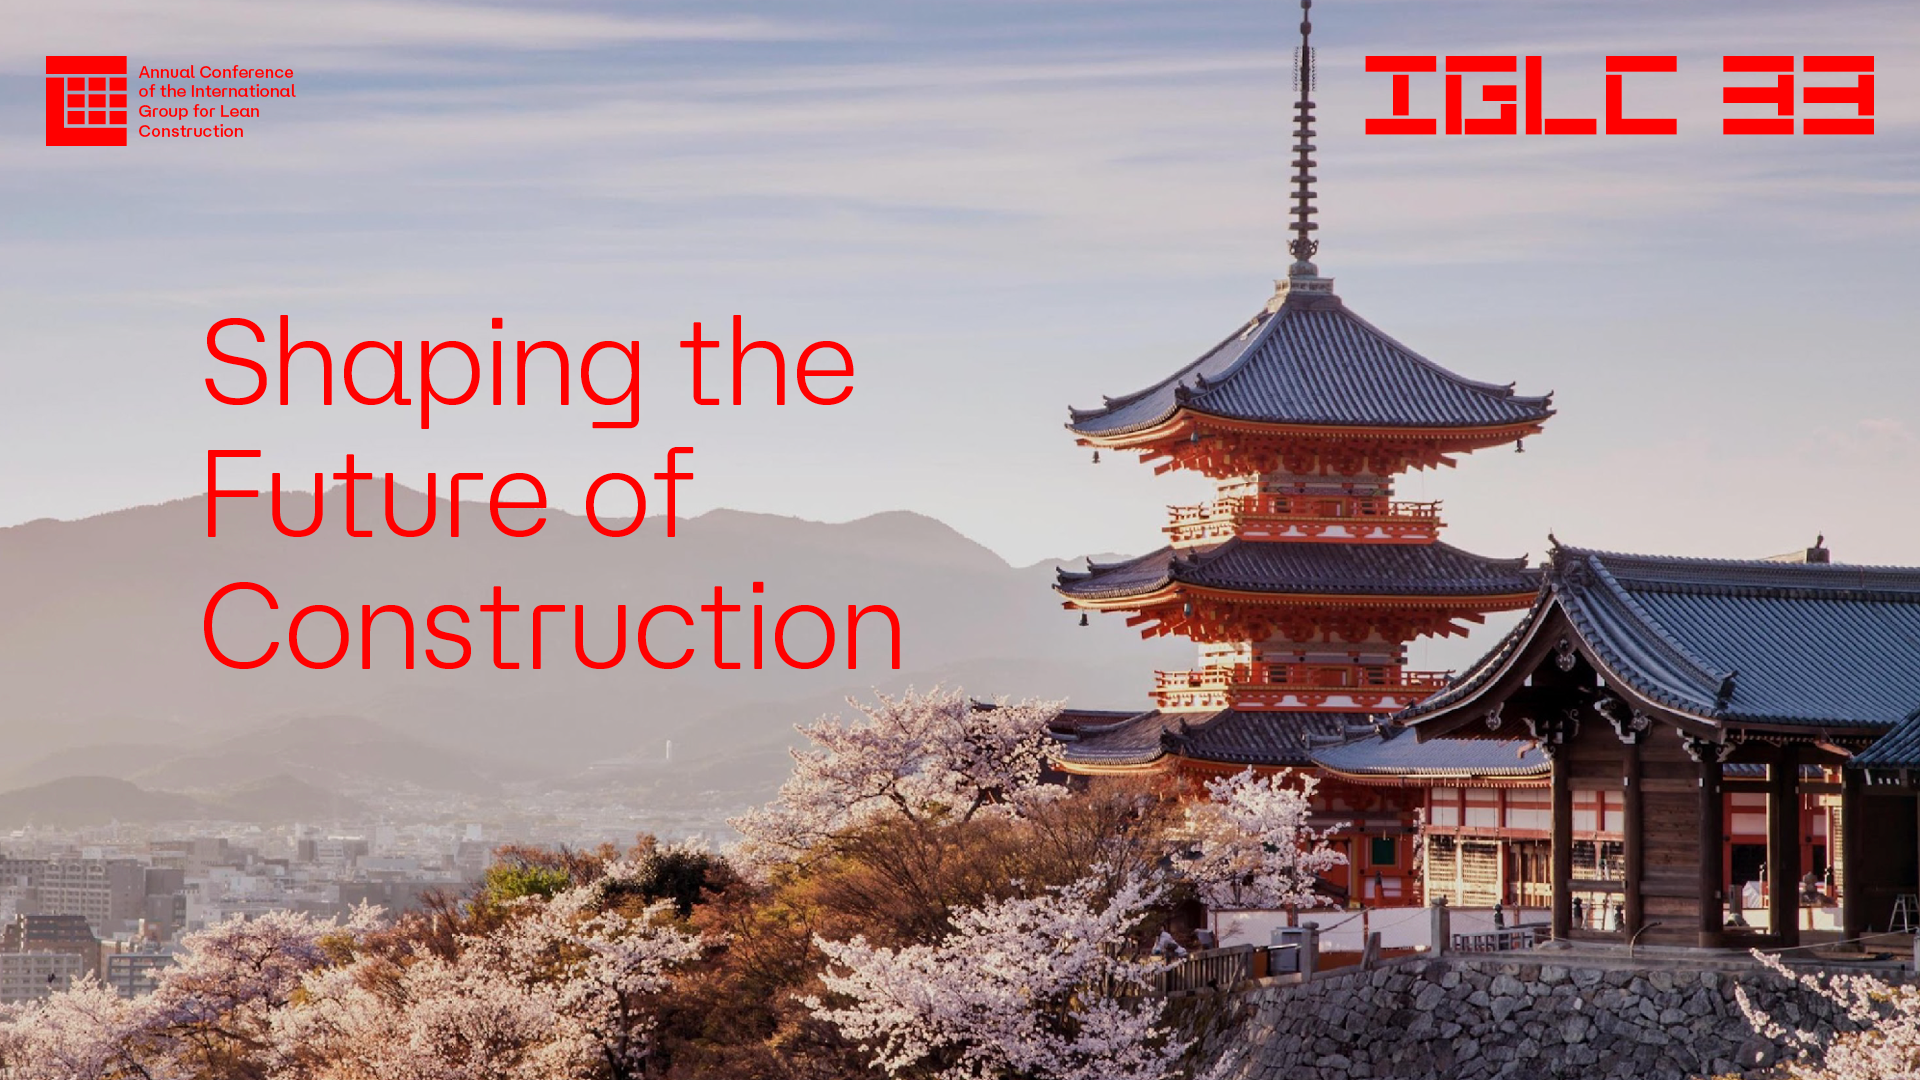 Annual Conference
of the International
Group for Lean
Construction
IGLC 33
Shaping the
Future of
Construction